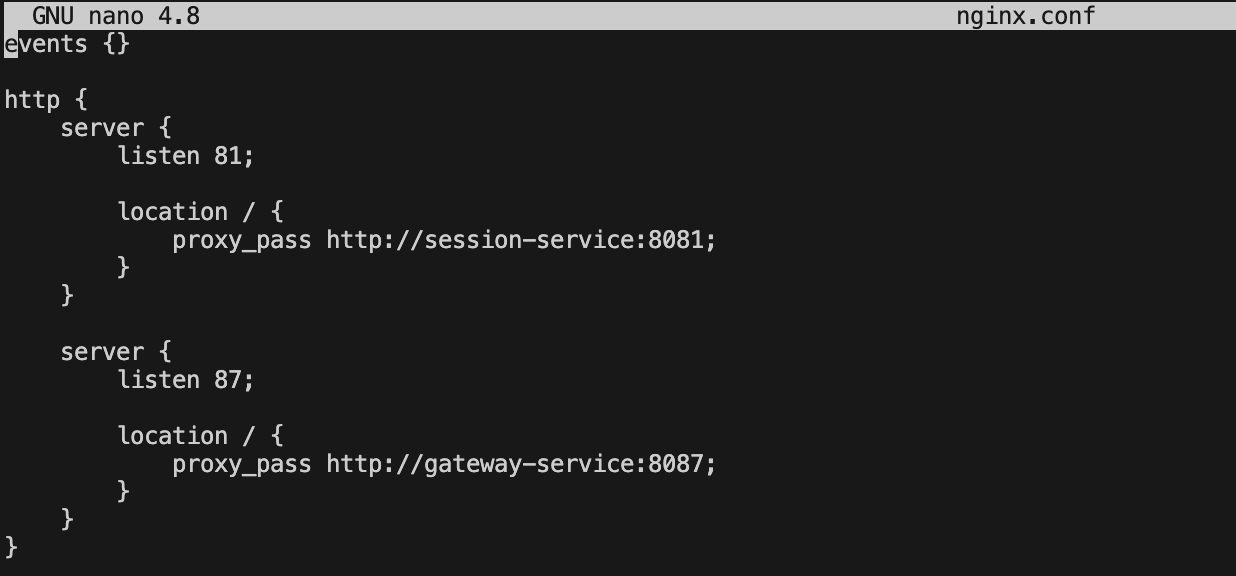 GNU nano 4.8 nginx.conf
events {}
http {
    server {
        listen 81;
        location / {
            proxy_pass http://session-service:8081;
        }
    }
    server {
        listen 87;
        location / {
            proxy_pass http://gateway-service:8087;
        }
    }
}